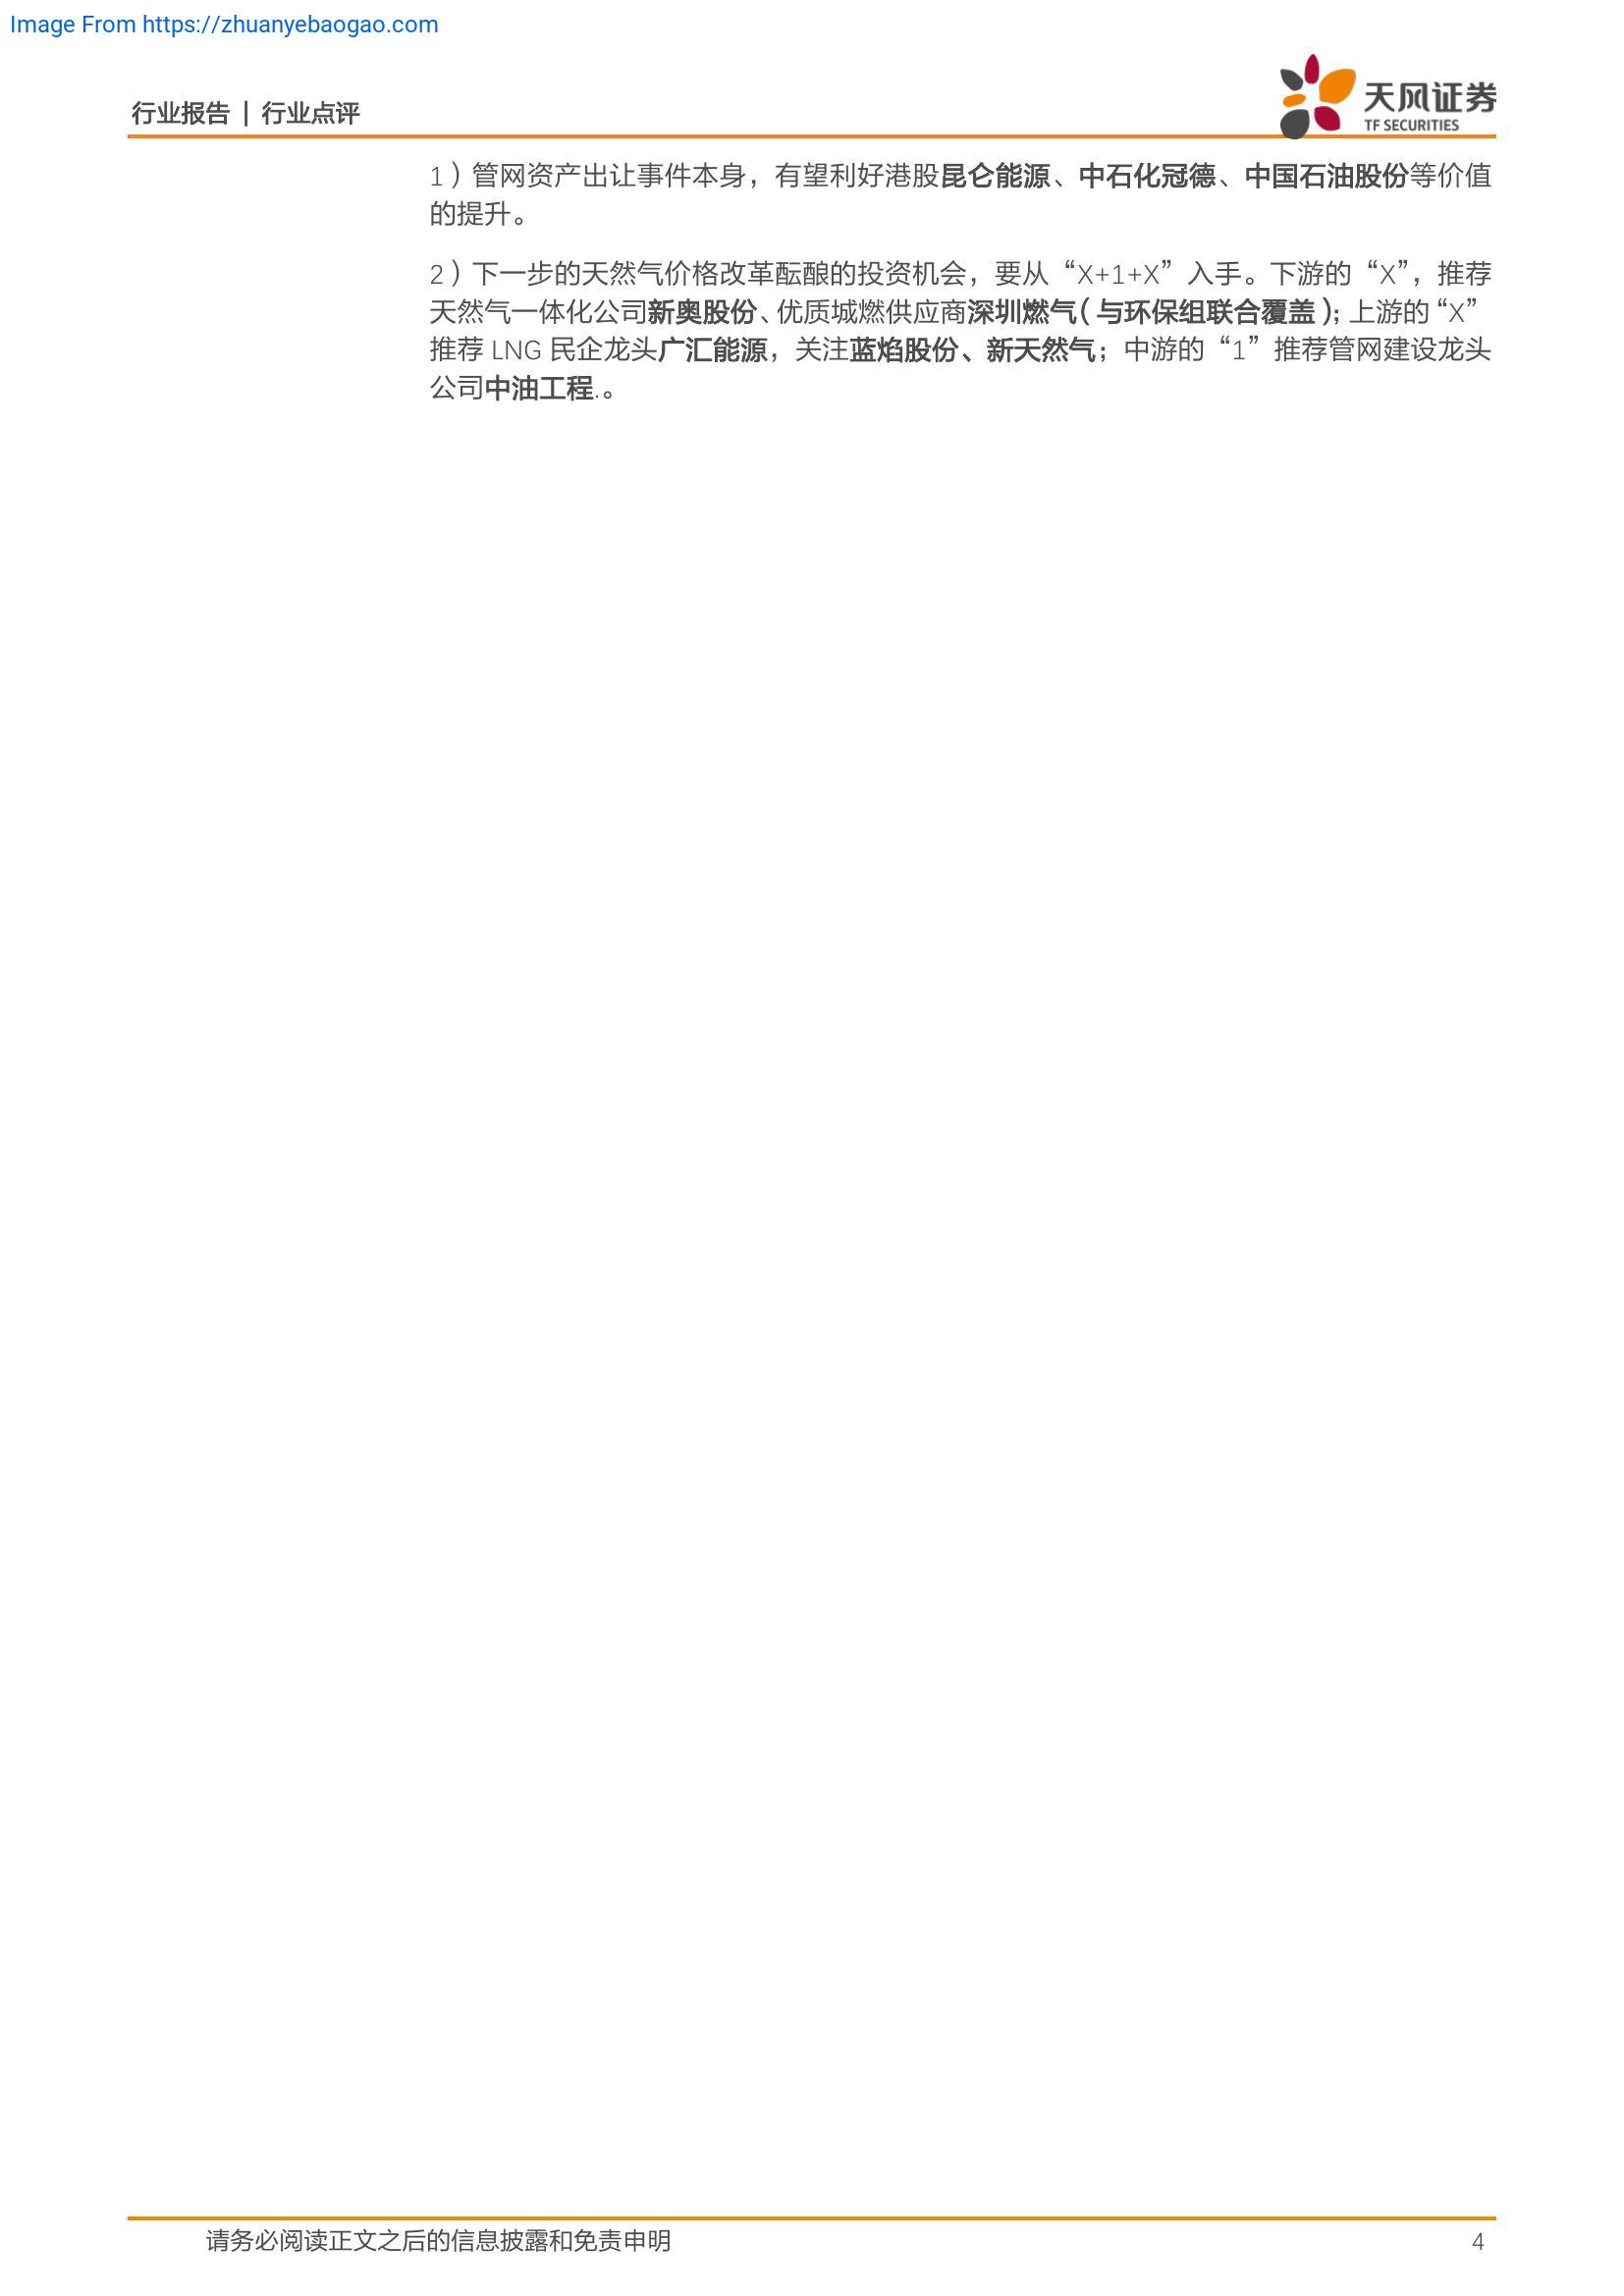 Image From https://zhuanyebaogao.com
行业报告 | 行业点评
天风证券
TF SECURITIES
1）管网资产出让事件本身，有望利好港股昆仑能源、中石化冠德、中国石油股份等价值
的提升。
2）下一步的天然气价格改革酝酿的投资机会，要从“X+1+X”入手。下游的“X”，推荐
天然气一体化公司新奥股份、优质城燃供应商深圳燃气（与环保组联合覆盖）；上游的“X”
推荐 LNG 民企龙头广汇能源，关注蓝焰股份、新天然气；中游的“1”推荐管网建设龙头
公司中油工程.。
请务必阅读正文之后的信息披露和免责申明
4